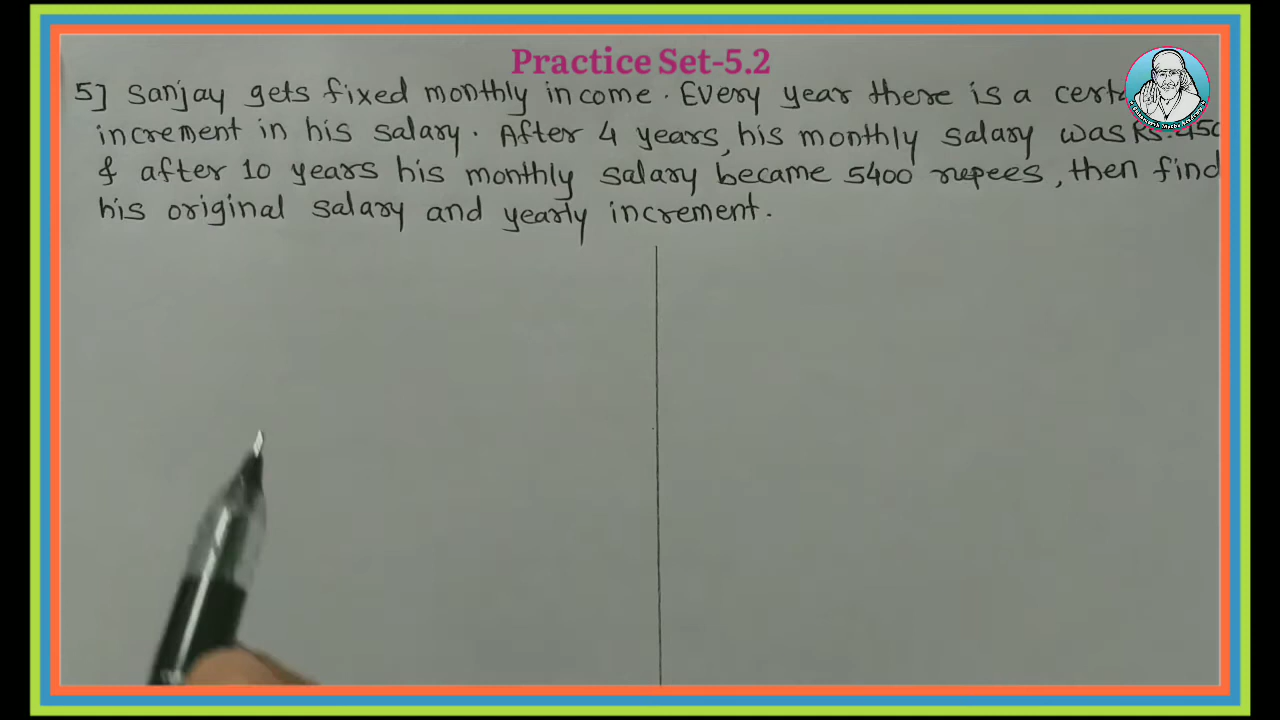 Practice Set-5.2
5] Sanjay gets fixed monthly income. Every year there is a
increment in his salary. After 4 years, his monthly salary was Rs.
& after 10 years his monthly salary became 5400 rupees, then find
his original salary and yearly increment.